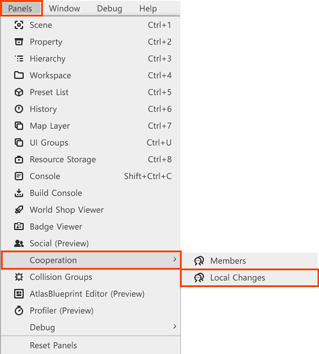 Panels Window Debug Help
Scene Ctrl+1
Property Ctrl+2
Hierarchy Ctrl+3
Workspace Ctrl+4
Preset List Ctrl+5
History Ctrl+6
Map Layer Ctrl+7
UI Groups Ctrl+U
Resource Storage Ctrl+8
Console Shift+Ctrl+C
Build Console
World Shop Viewer
Badge Viewer
Social (Preview)
Cooperation
Members
Collision Groups
Local Changes
AtlasBlueprint Editor (Preview)
Profiler (Preview)
Debug
Reset Panels